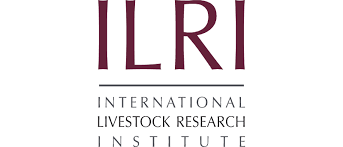 ILRI
INTERNATIONAL
LIVESTOCK RESEARCH
INSTITUTE